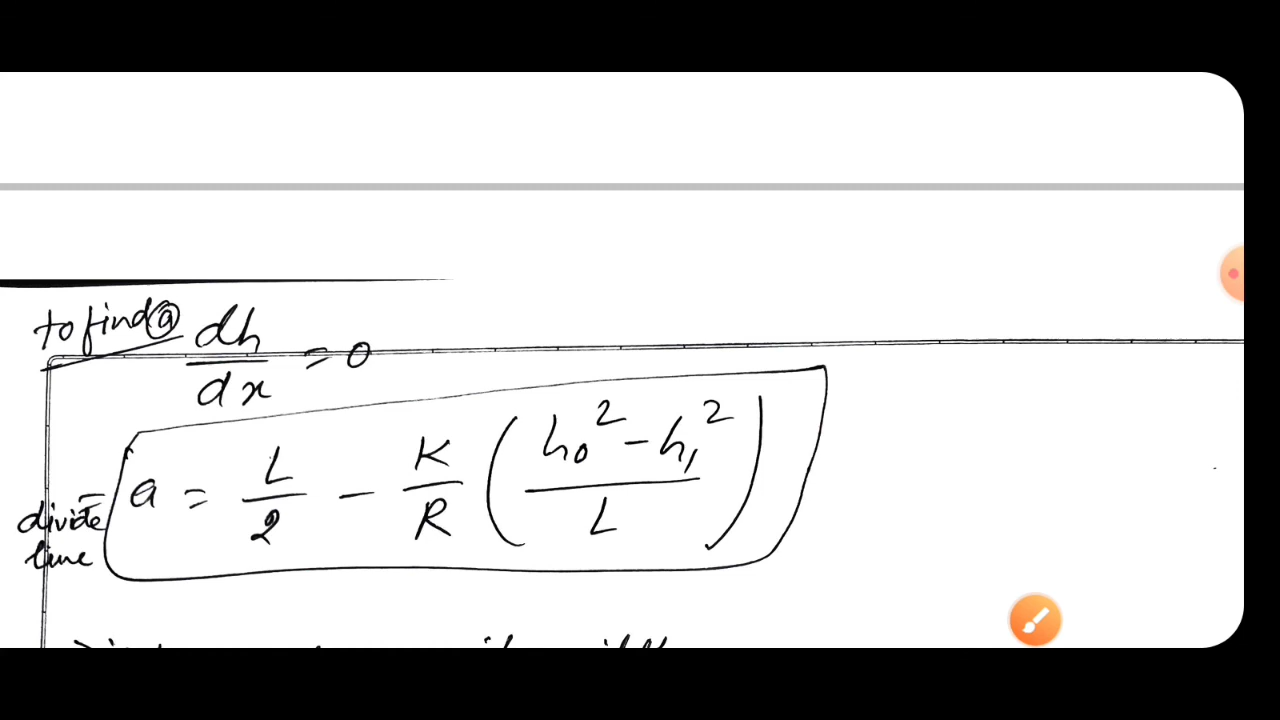 to find a dh/dx = 0
a = L/2 - K/R ( (h₀² - h₁²)/L )
divide
line